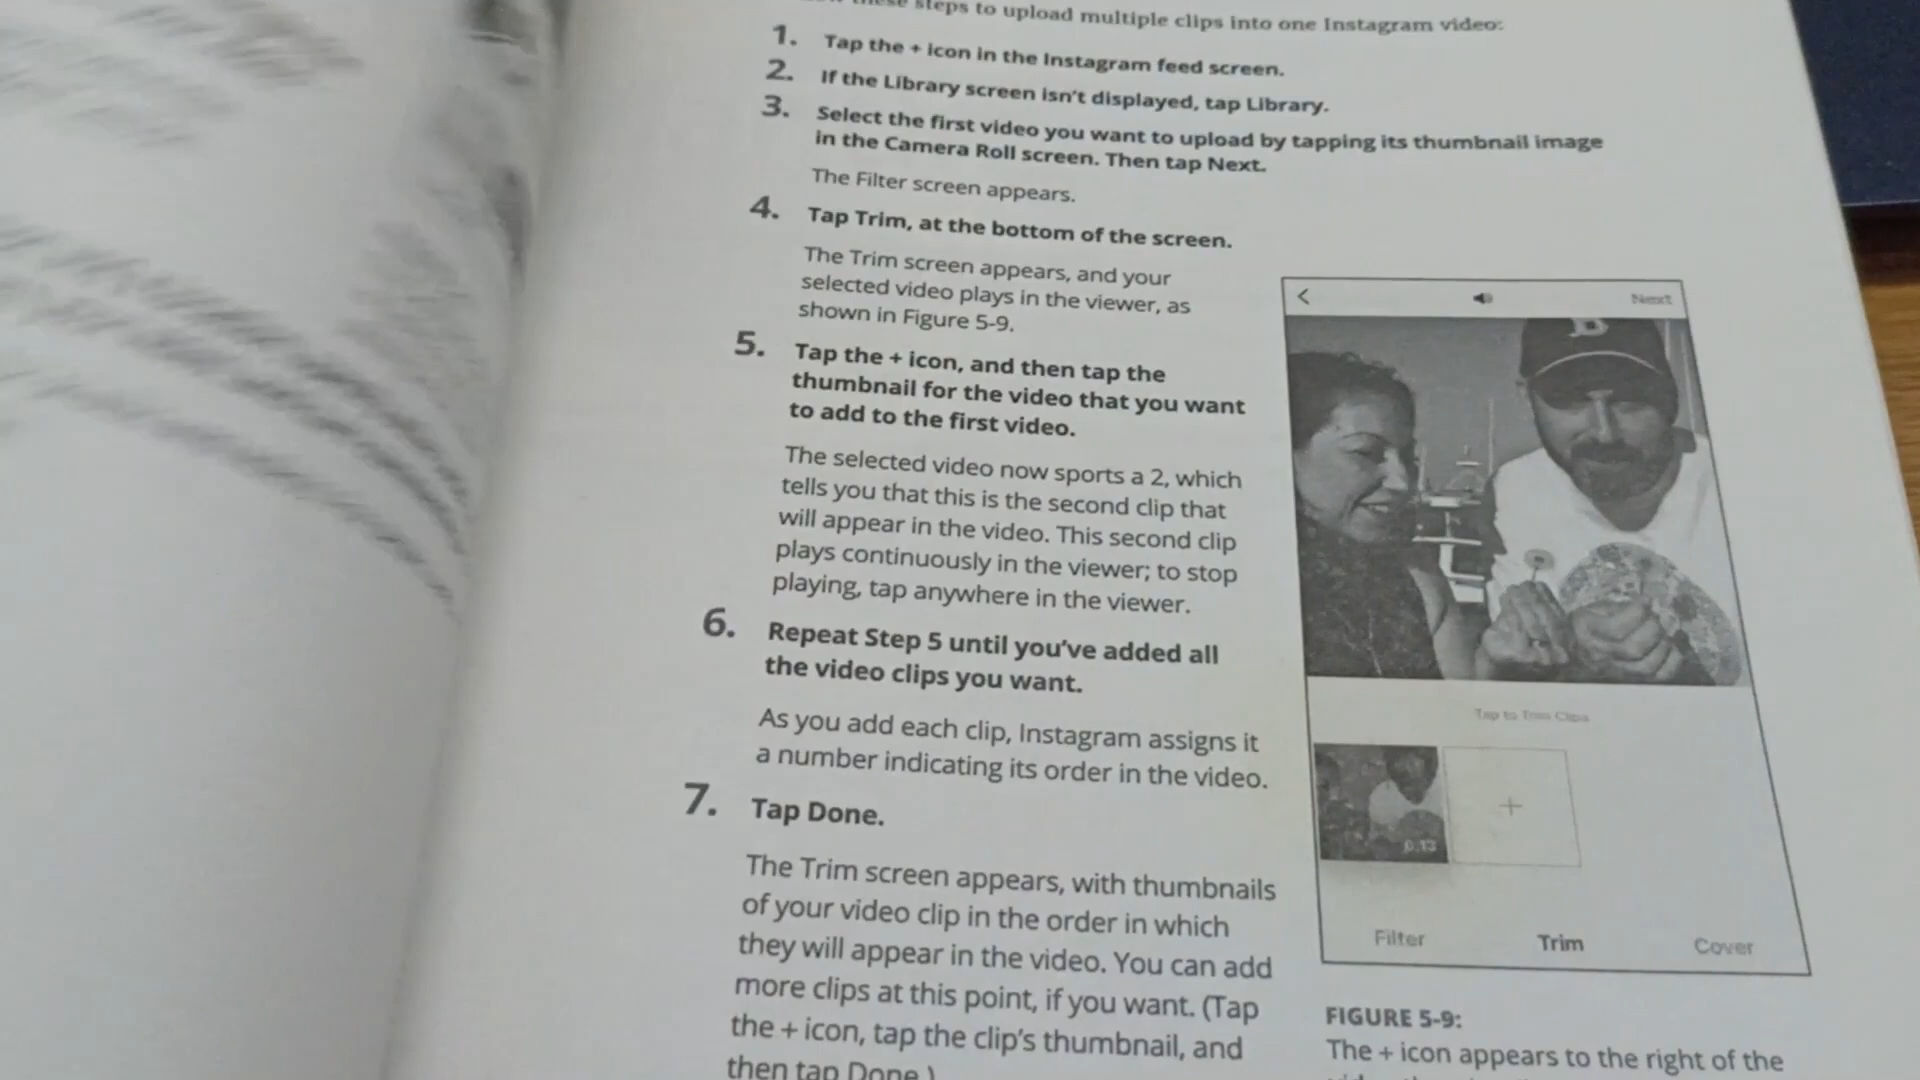 steps to upload multiple clips into one Instagram video:
1. Tap the + icon in the Instagram feed screen.
2. If the Library screen isn't displayed, tap Library.
3. Select the first video you want to upload by tapping its thumbnail image
in the Camera Roll screen. Then tap Next.
The Filter screen appears.
4. Tap Trim, at the bottom of the screen.
The Trim screen appears, and your
selected video plays in the viewer, as
shown in Figure 5-9.
5. Tap the + icon, and then tap the
thumbnail for the video that you want
to add to the first video.
The selected video now sports a 2, which
tells you that this is the second clip that
will appear in the video. This second clip
plays continuously in the viewer; to stop
playing, tap anywhere in the viewer.
6. Repeat Step 5 until you've added all
the video clips you want.
As you add each clip, Instagram assigns it
a number indicating its order in the video.
7. Tap Done.
The Trim screen appears, with thumbnails
of your video clip in the order in which
they will appear in the video. You can add
more clips at this point, if you want. (Tap
the + icon, tap the clip's thumbnail, and
then tap Done.)
< Next
B
Tap to Trim Clips
0:13
+
Filter Trim Cover
FIGURE 5-9:
The + icon appears to the right of the